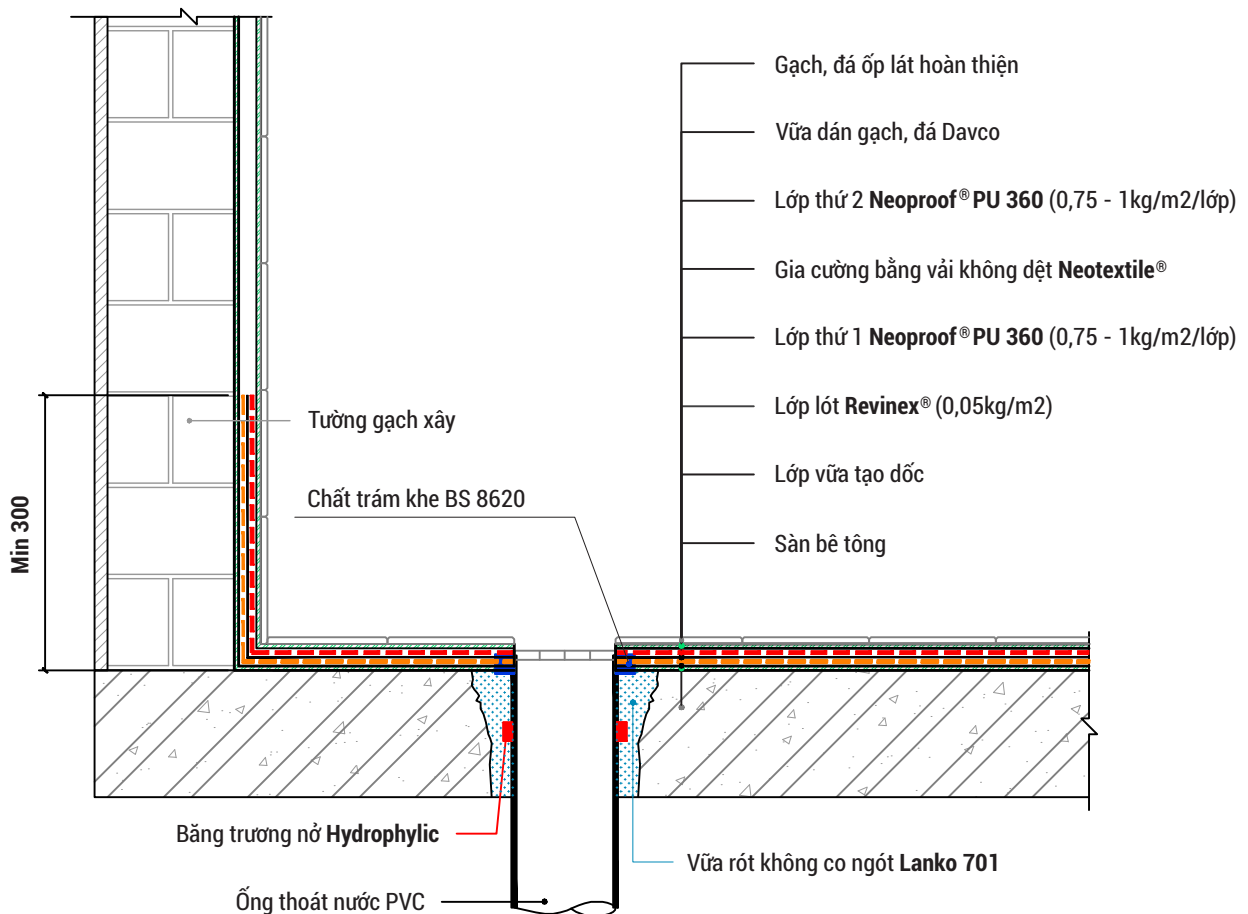 Gạch, đá ốp lát hoàn thiện
Vữa dán gạch, đá Davco
Lớp thứ 2 Neoproof® PU 360 (0,75 - 1kg/m2/lớp)
Gia cường bằng vải không dệt Neotextile®
Lớp thứ 1 Neoproof® PU 360 (0,75 - 1kg/m2/lớp)
Lớp lót Revinex® (0,05kg/m2)
Tường gạch xây
Lớp vữa tạo dốc
Chất trám khe BS 8620
Min 300
Sàn bê tông
Băng trương nở Hydrophylic
Vữa rót không co ngót Lanko 701
Ống thoát nước PVC